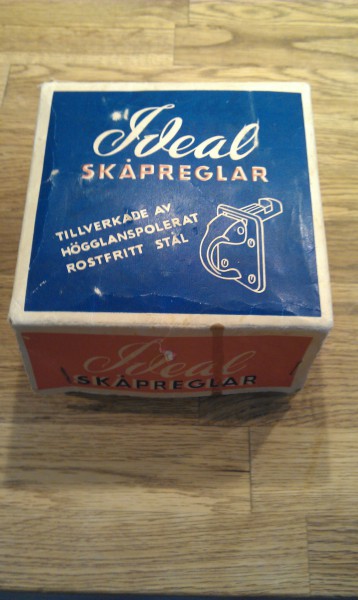 Ideal
SKÅPREGLAR
TILLVERKADE AV
HÖGGLANSPOLERAT
ROSTFRITT STÅL
Ideal
SKÅPREGLAR